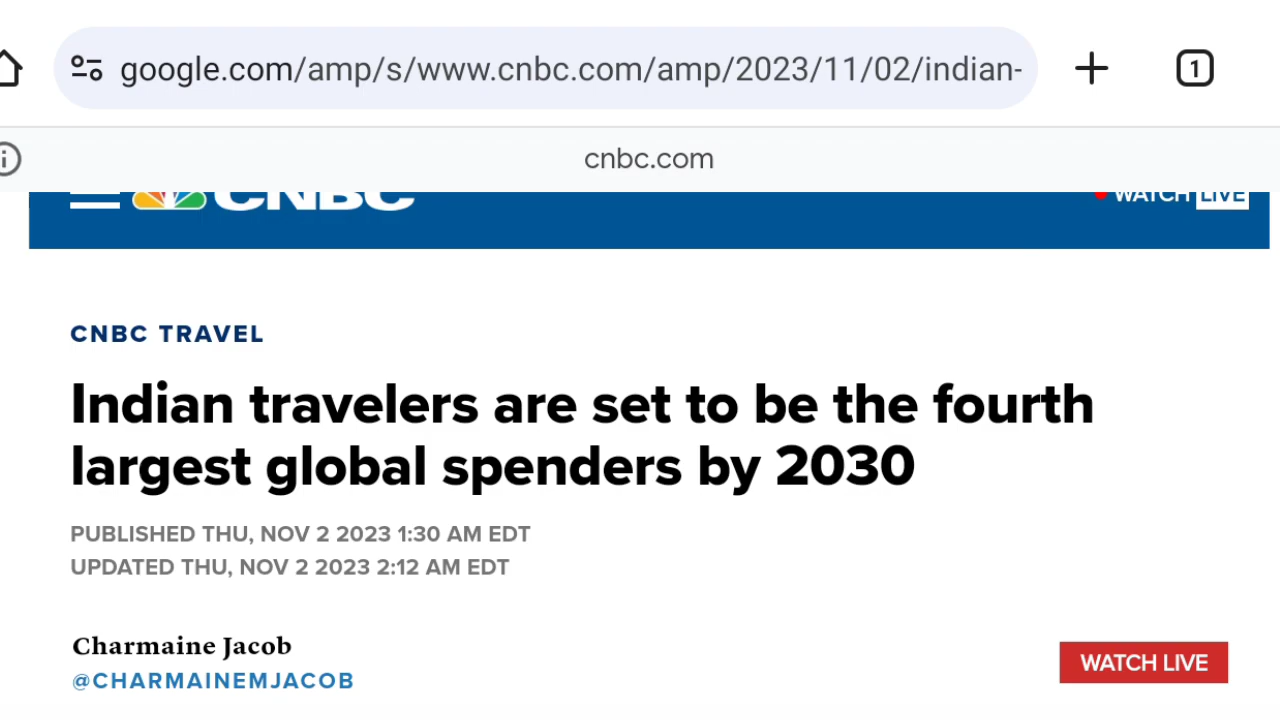 google.com/amp/s/www.cnbc.com/amp/2023/11/02/indian-
1
cnbc.com
CNBC
WATCH LIVE
CNBC TRAVEL
Indian travelers are set to be the fourth
largest global spenders by 2030
PUBLISHED THU, NOV 2 2023 1:30 AM EDT
UPDATED THU, NOV 2 2023 2:12 AM EDT
Charmaine Jacob
@CHARMAINEMJACOB
WATCH LIVE